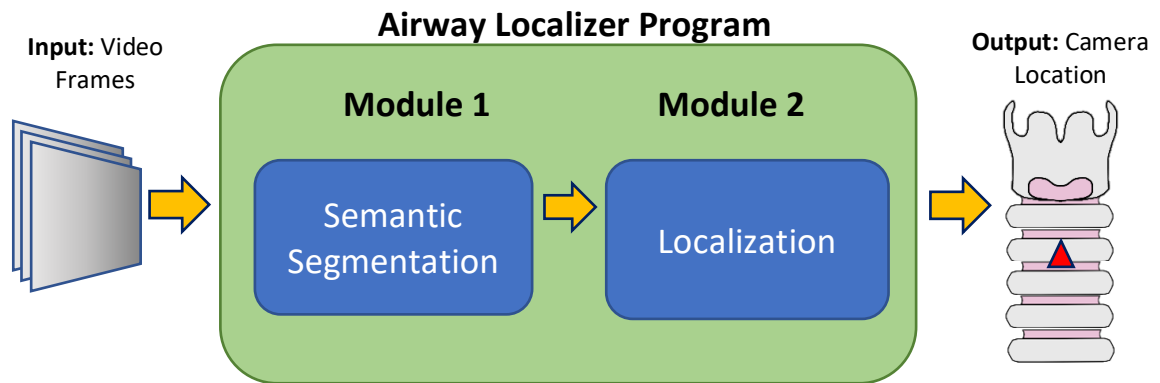 Airway Localizer Program
Input: Video
Frames
Module 1
Module 2
Semantic
Segmentation
Localization
Output: Camera
Location